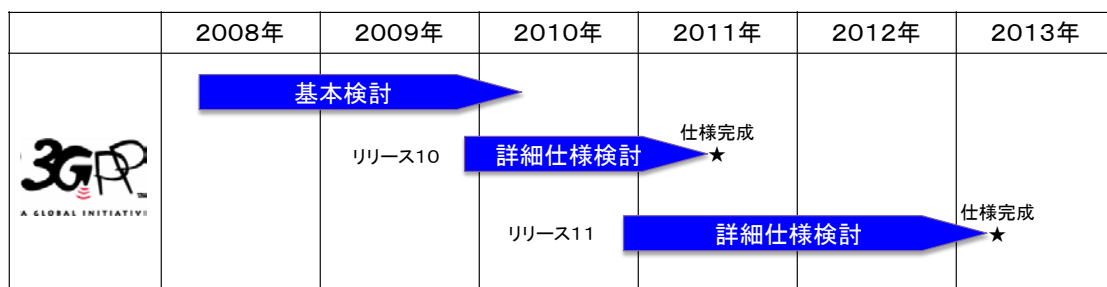 2008年 2009年 2010年 2011年 2012年 2013年
基本検討
3GPP™
A GLOBAL INITIATIVE
リリース10 詳細仕様検討 仕様完成
★
リリース11 詳細仕様検討 仕様完成
★